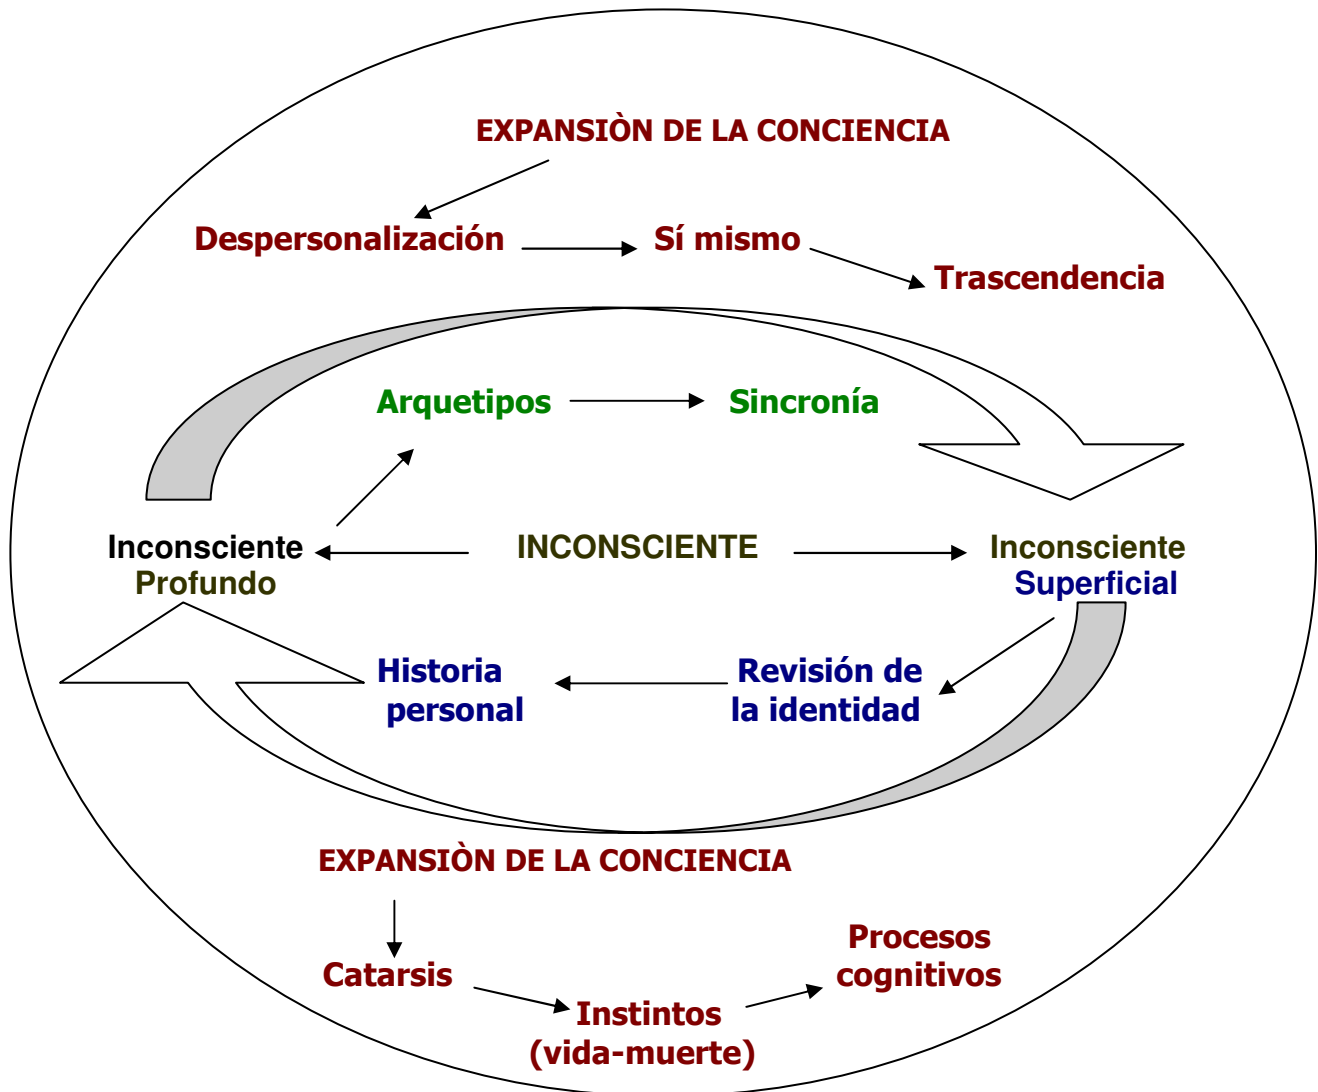 EXPANSIÒN DE LA CONCIENCIA
Despersonalización
Sí mismo
Trascendencia
Arquetipos
Sincronía
Inconsciente
Profundo
INCONSCIENTE
Inconsciente
Superficial
Historia
personal
Revisión de
la identidad
EXPANSIÒN DE LA CONCIENCIA
Catarsis
Instintos
(vida-muerte)
Procesos
cognitivos